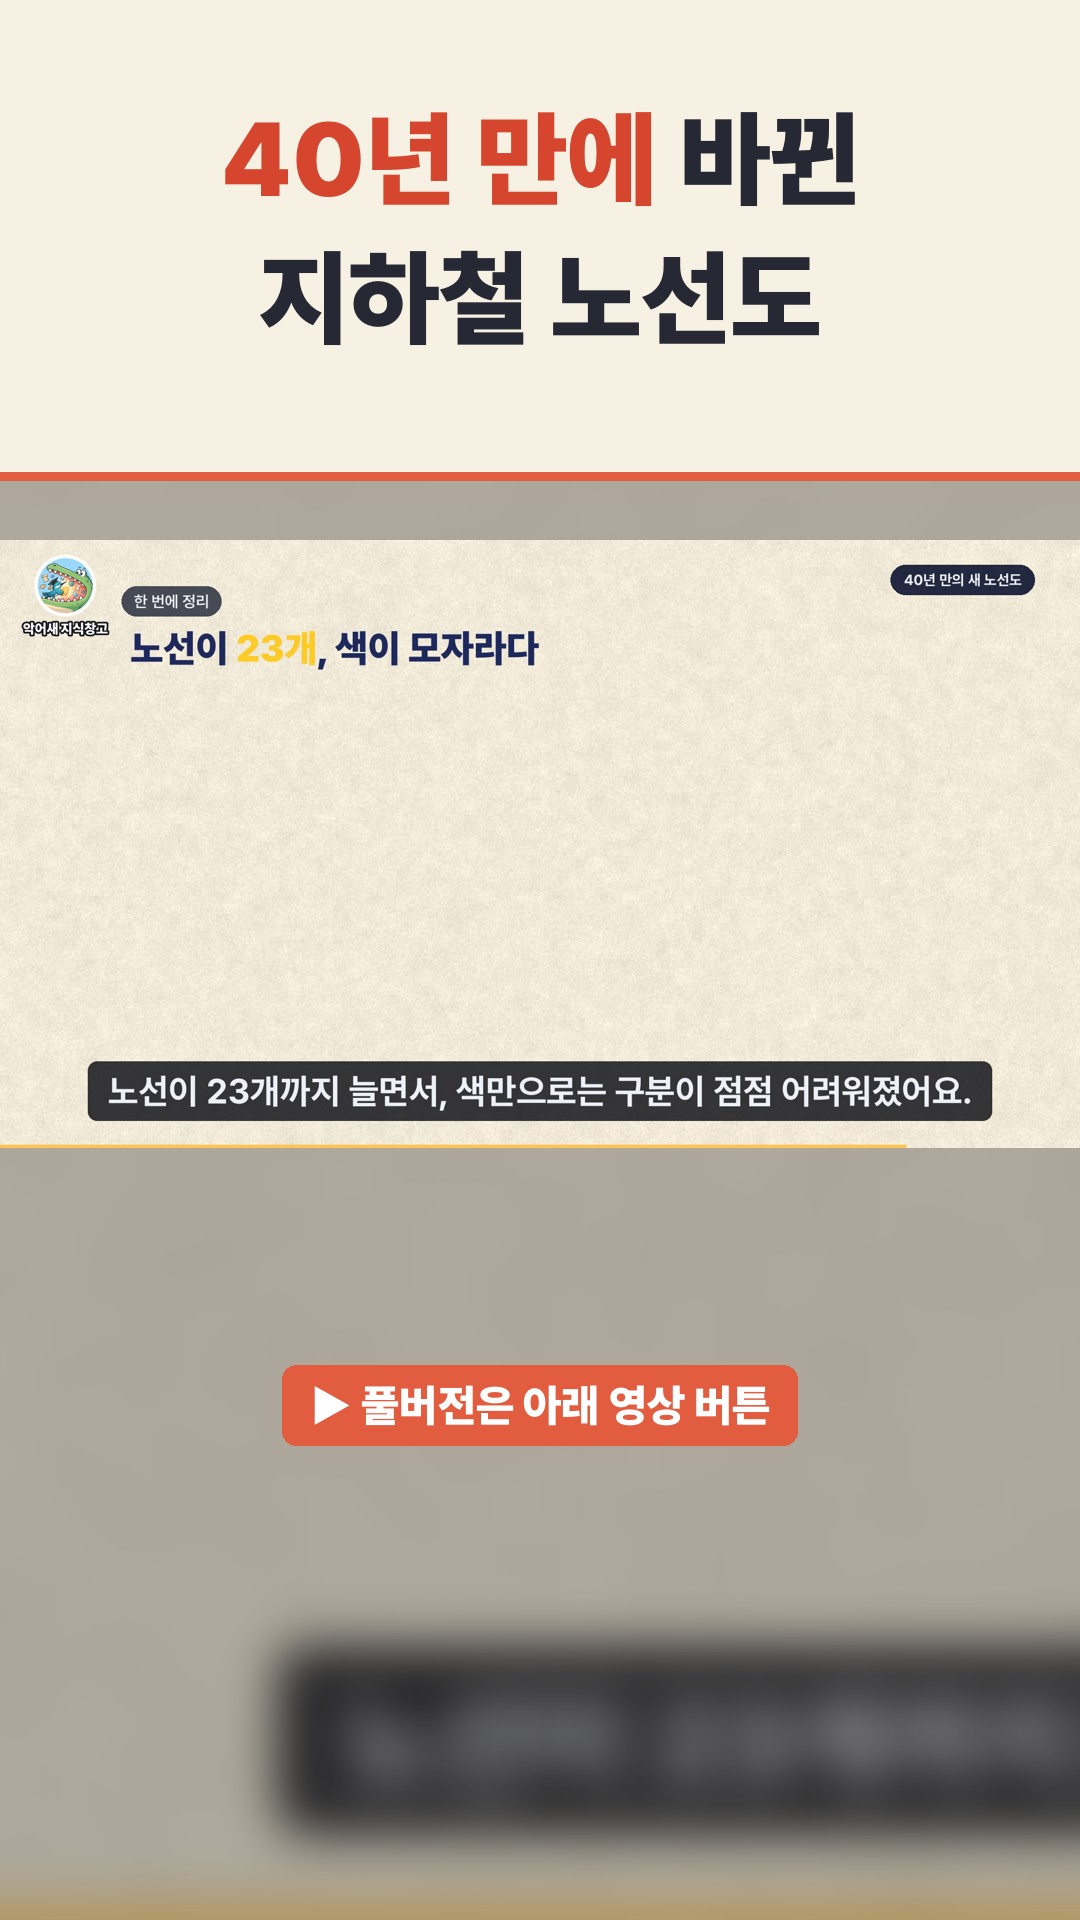 40년 만에 바뀐
지하철 노선도
악어새 지식창고
한 번에 정리
40년 만의 새 노선도
노선이 23개, 색이 모자라다
노선이 23개까지 늘면서, 색만으로는 구분이 점점 어려워졌어요.
▶ 풀버전은 아래 영상 버튼